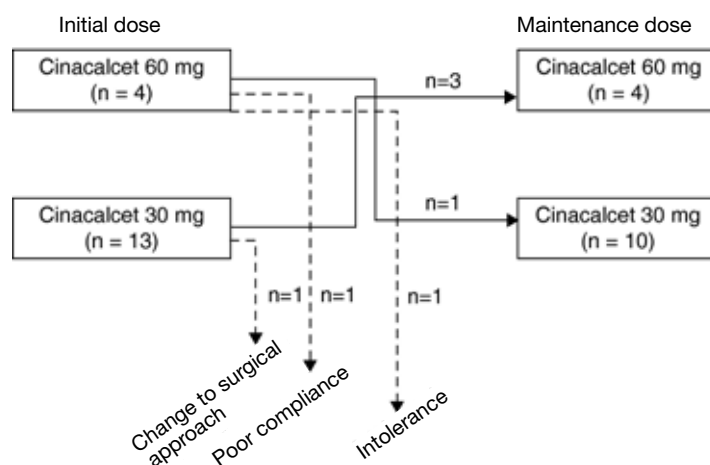 Initial dose
Maintenance dose
Cinacalcet 60 mg
(n = 4)
Cinacalcet 60 mg
(n = 4)
n=3
Cinacalcet 30 mg
(n = 13)
n=1
Cinacalcet 30 mg
(n = 10)
n=1
n=1
n=1
Change to surgical
approach
Poor compliance
Intolerance